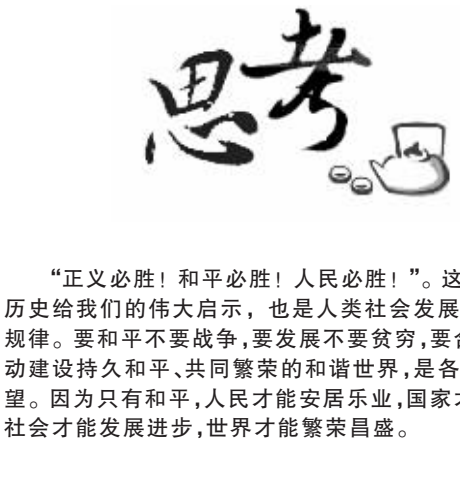 思考
“正义必胜！和平必胜！人民必胜！”。这
历史给我们的伟大启示，也是人类社会发展
规律。要和平不要战争，要发展不要贫穷，要合
动建设持久和平、共同繁荣的和谐世界，是各
望。因为只有和平，人民才能安居乐业，国家
社会才能发展进步，世界才能繁荣昌盛。